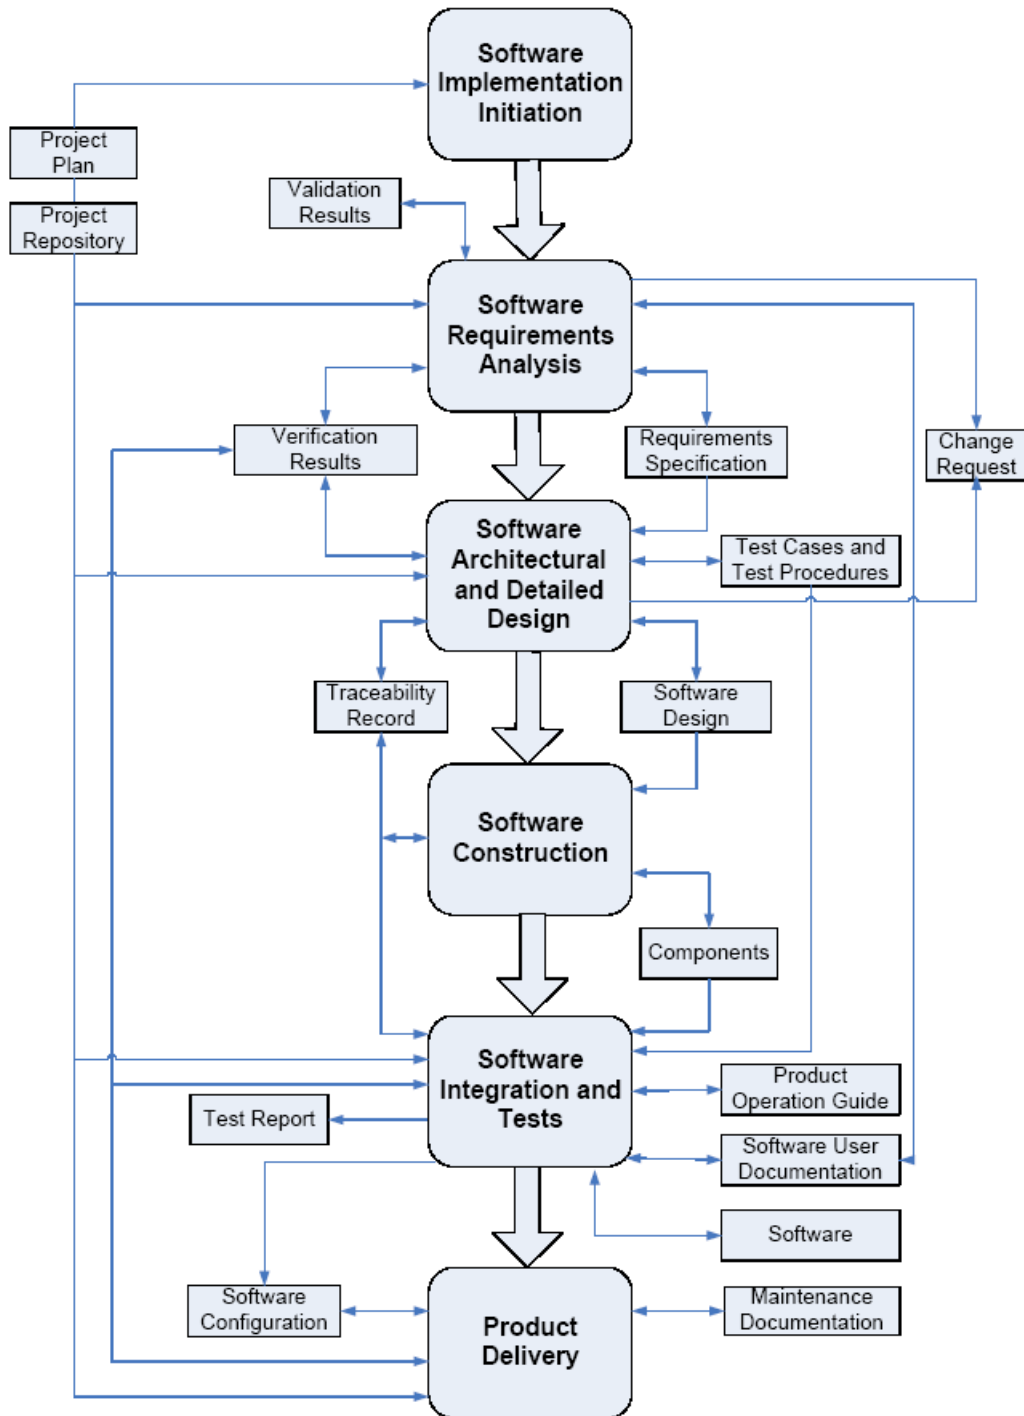 Software
Implementation
Initiation
Project
Plan
Validation
Results
Project
Repository
Software
Requirements
Analysis
Verification
Results
Requirements
Specification
Change
Request
Software
Architectural
and Detailed
Design
Test Cases and
Test Procedures
Traceability
Record
Software
Design
Software
Construction
Components
Software
Integration and
Tests
Product
Operation Guide
Test Report
Software User
Documentation
Software
Software
Configuration
Product
Delivery
Maintenance
Documentation